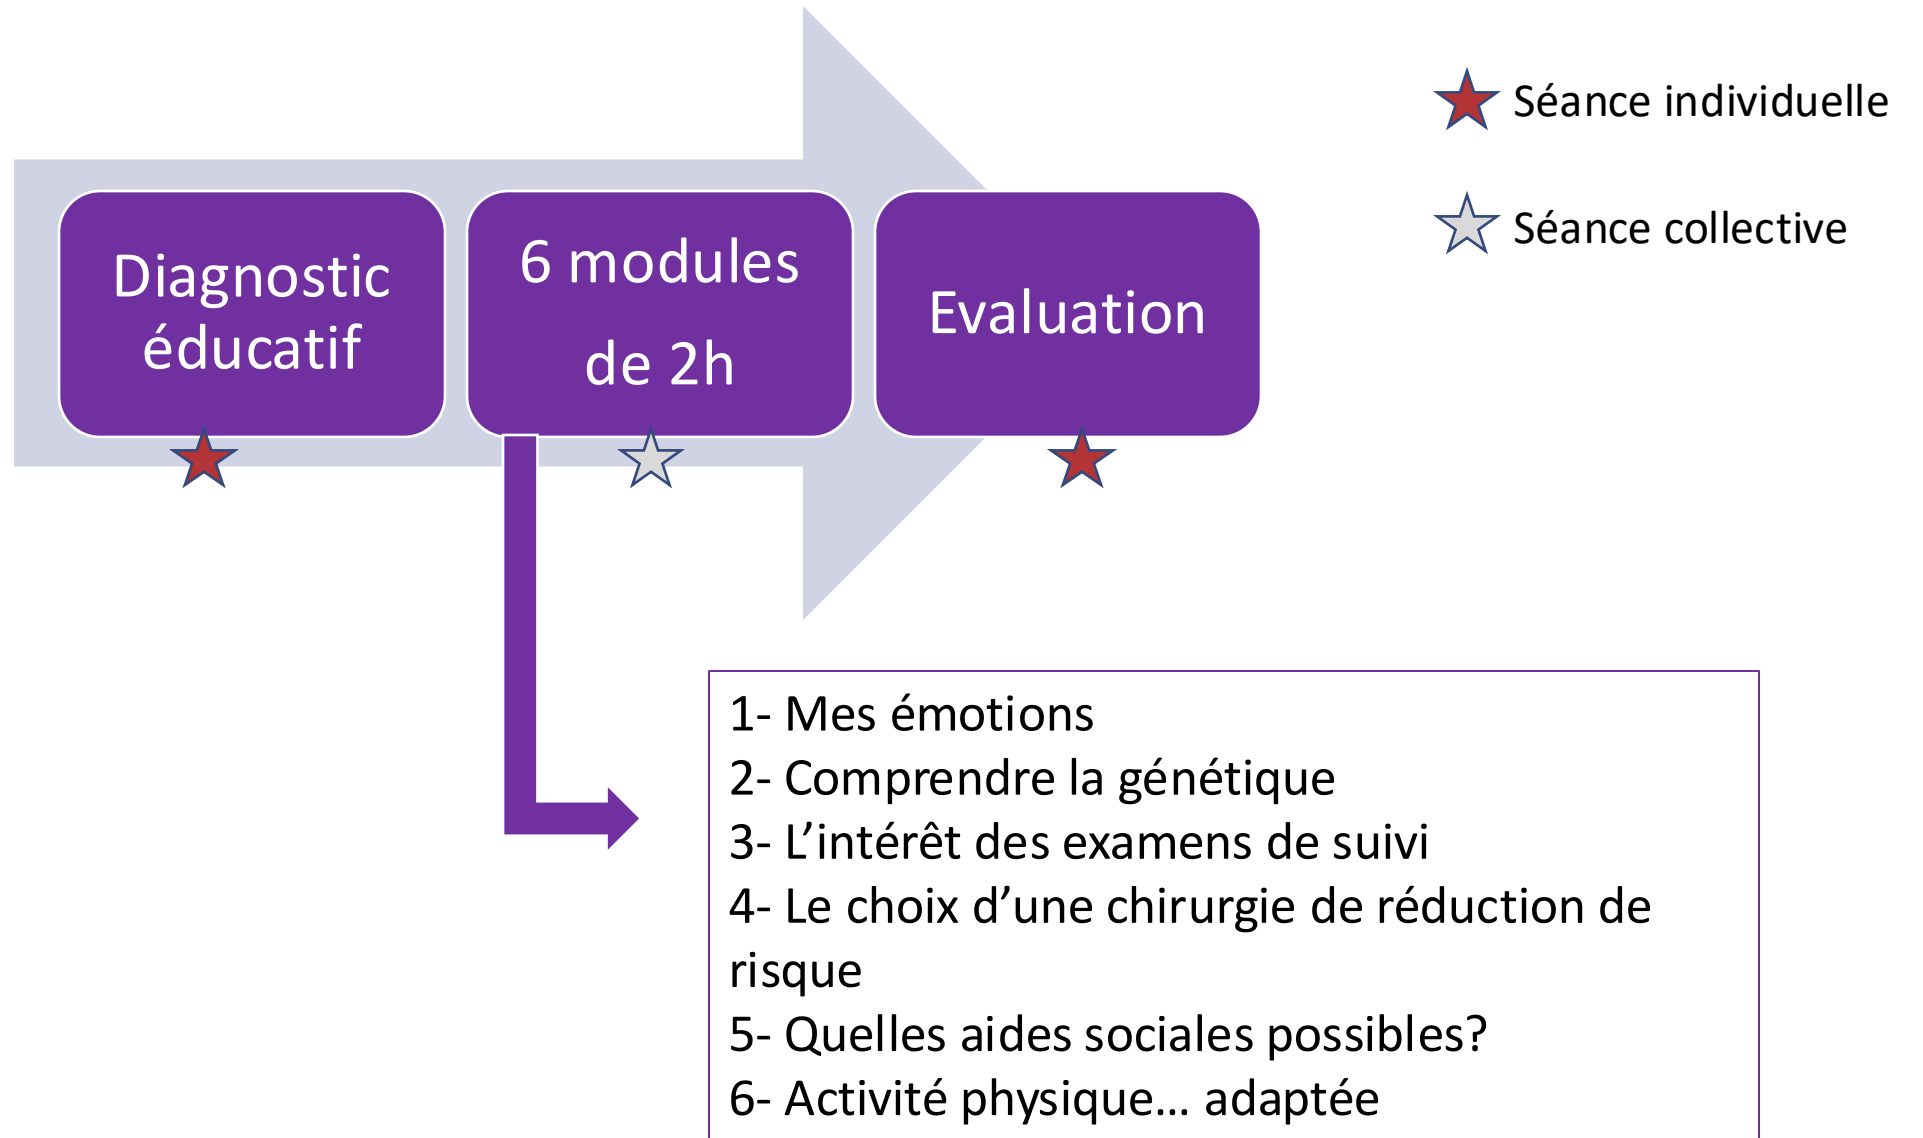 Séance individuelle
Séance collective
Diagnostic
éducatif
6 modules
de 2h
Evaluation
1- Mes émotions
2- Comprendre la génétique
3- L’intérêt des examens de suivi
4- Le choix d’une chirurgie de réduction de
risque
5- Quelles aides sociales possibles?
6- Activité physique… adaptée